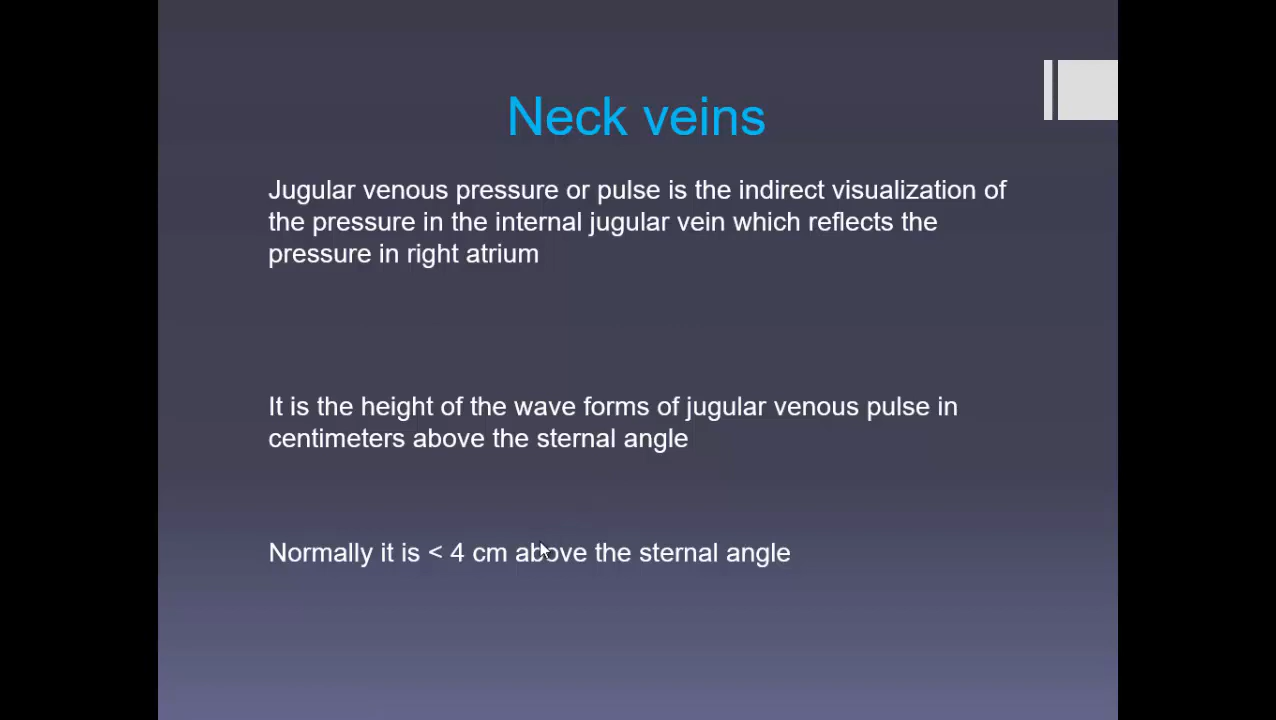 Neck veins
Jugular venous pressure or pulse is the indirect visualization of
the pressure in the internal jugular vein which reflects the
pressure in right atrium
It is the height of the wave forms of jugular venous pulse in
centimeters above the sternal angle
Normally it is < 4 cm above the sternal angle